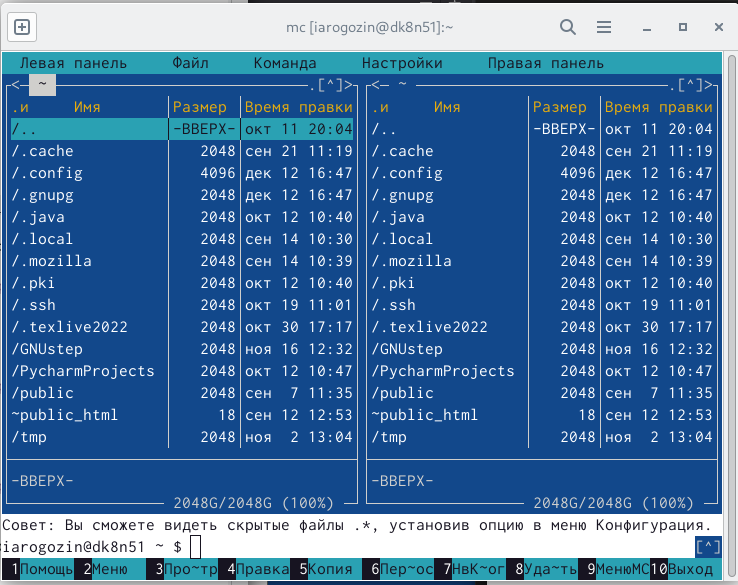 mc [iarogozin@dk8n51]:~
Левая панель Файл Команда Настройки Правая панель
<- ~ .[^]> <- ~ .[^]>
.и Имя Размер Время правки .и Имя Размер Время правки
/.. -ВВЕРХ- окт 11 20:04 /.. -ВВЕРХ- окт 11 20:04
/.cache 2048 сен 21 11:19 /.cache 2048 сен 21 11:19
/.config 4096 дек 12 16:47 /.config 4096 дек 12 16:47
/.gnupg 2048 дек 12 16:47 /.gnupg 2048 дек 12 16:47
/.java 2048 окт 12 10:40 /.java 2048 окт 12 10:40
/.local 2048 сен 14 10:30 /.local 2048 сен 14 10:30
/.mozilla 2048 сен 14 10:39 /.mozilla 2048 сен 14 10:39
/.pki 2048 окт 12 10:40 /.pki 2048 окт 12 10:40
/.ssh 2048 окт 19 11:01 /.ssh 2048 окт 19 11:01
/.texlive2022 2048 окт 30 17:17 /.texlive2022 2048 окт 30 17:17
/GNUstep 2048 ноя 16 12:32 /GNUstep 2048 ноя 16 12:32
/PycharmProjects 2048 окт 12 10:47 /PycharmProjects 2048 окт 12 10:47
/public 2048 сен 7 11:35 /public 2048 сен 7 11:35
~public_html 18 сен 12 12:53 ~public_html 18 сен 12 12:53
/tmp 2048 ноя 2 13:04 /tmp 2048 ноя 2 13:04
-ВВЕРХ- -ВВЕРХ-
2048G/2048G (100%) 2048G/2048G (100%)
Совет: Вы сможете видеть скрытые файлы .*, установив опцию в меню Конфигурация.
iarogozin@dk8n51 ~ $ [^]
1Помощь 2Меню 3Про~тр 4Правка 5Копия 6Пер~ос 7НвК~ог 8Уда~ть 9МенюMC 10Выход